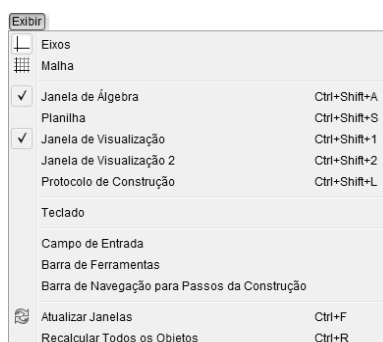 Exibir
Eixos
Malha
Janela de Álgebra Ctrl+Shift+A
Planilha Ctrl+Shift+S
Janela de Visualização Ctrl+Shift+1
Janela de Visualização 2 Ctrl+Shift+2
Protocolo de Construção Ctrl+Shift+L
Teclado
Campo de Entrada
Barra de Ferramentas
Barra de Navegação para Passos da Construção
Atualizar Janelas Ctrl+F
Recalcular Todos os Objetos Ctrl+R